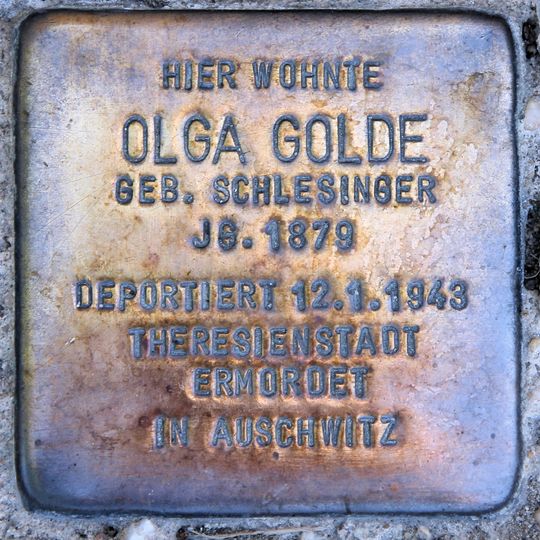 HIER WOHNTE
OLGA GOLDE
GEB. SCHLESINGER
JG. 1879
DEPORTIERT 12.1.1943
THERESIENSTADT
ERMORDET
IN AUSCHWITZ